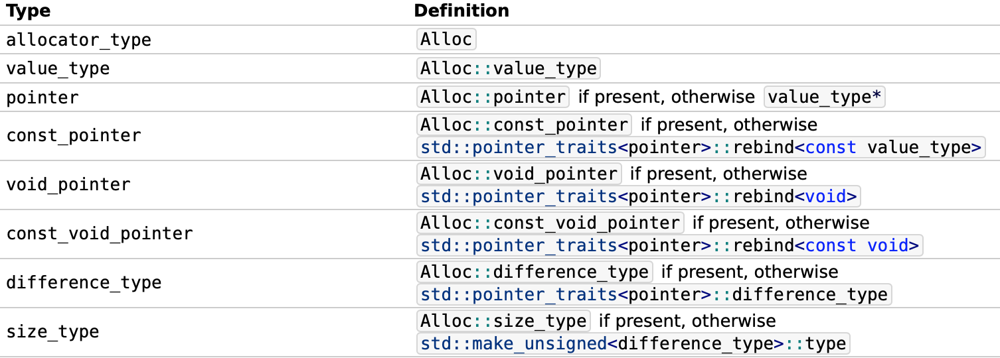 Type Definition
allocator_type Alloc
value_type Alloc::value_type
pointer Alloc::pointer if present, otherwise value_type*
const_pointer Alloc::const_pointer if present, otherwise
std::pointer_traits<pointer>::rebind<const value_type>
void_pointer Alloc::void_pointer if present, otherwise
std::pointer_traits<pointer>::rebind<void>
const_void_pointer Alloc::const_void_pointer if present, otherwise
std::pointer_traits<pointer>::rebind<const void>
difference_type Alloc::difference_type if present, otherwise
std::pointer_traits<pointer>::difference_type
size_type Alloc::size_type if present, otherwise
std::make_unsigned<difference_type>::type